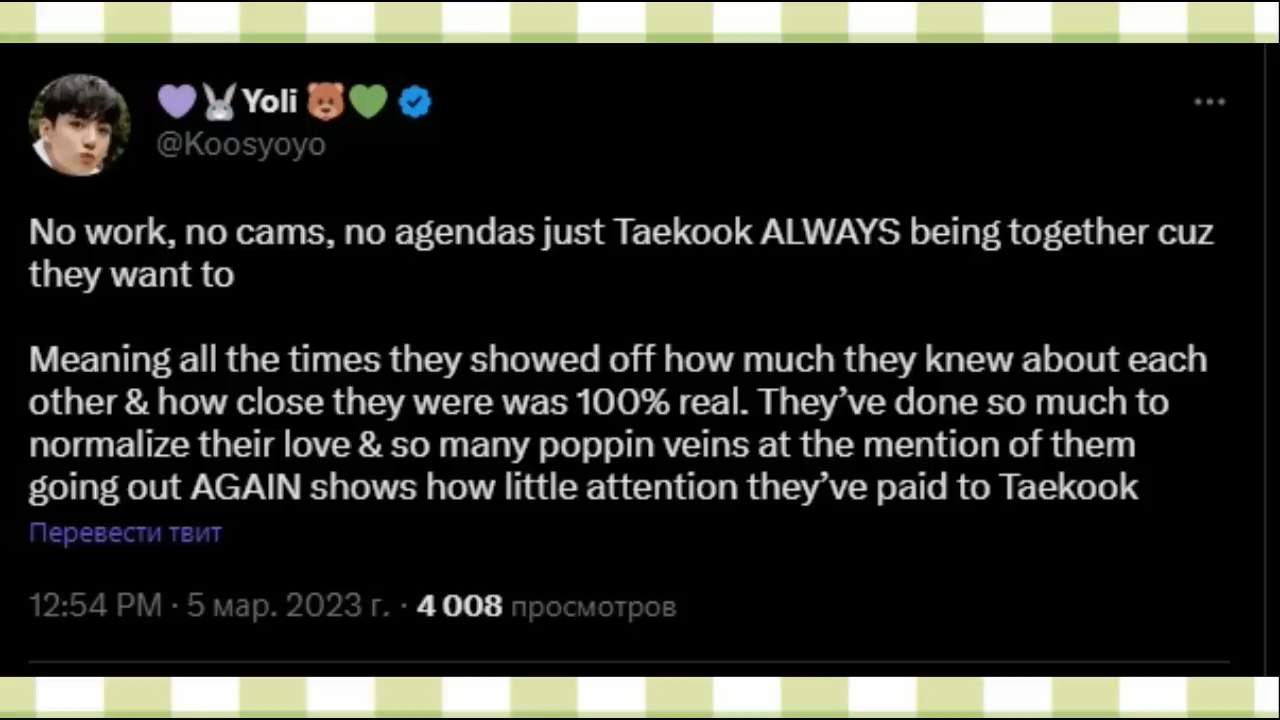 💜🐰Yoli 🐻💚
@Koosyoyo
No work, no cams, no agendas just Taekook ALWAYS being together cuz
they want to
Meaning all the times they showed off how much they knew about each
other & how close they were was 100% real. They’ve done so much to
normalize their love & so many poppin veins at the mention of them
going out AGAIN shows how little attention they’ve paid to Taekook
Перевести твит
12:54 PM · 5 мар. 2023 г. · 4 008 просмотров